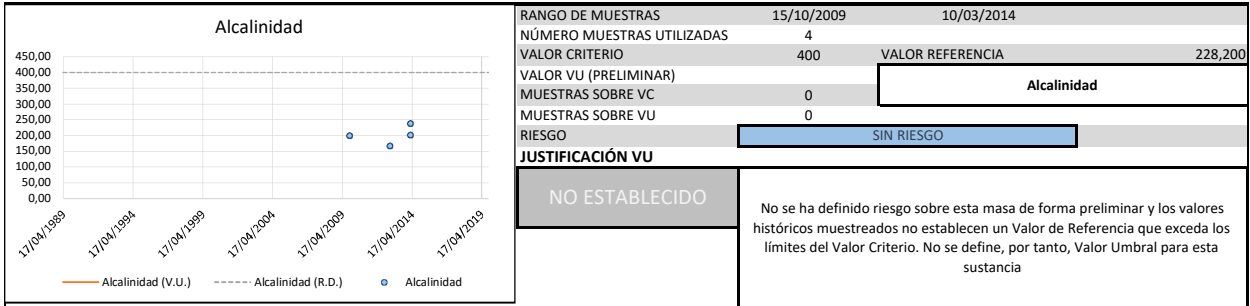 Alcalinidad
450,00
400,00
350,00
300,00
250,00
200,00
150,00
100,00
50,00
0,00
17/04/1989
17/04/1994
17/04/1999
17/04/2004
17/04/2009
17/04/2014
17/04/2019
Alcalinidad (V.U.) Alcalinidad (R.D.) Alcalinidad
RANGO DE MUESTRAS 15/10/2009 10/03/2014
NÚMERO MUESTRAS UTILIZADAS 4
VALOR CRITERIO 400 VALOR REFERENCIA 228,200
VALOR VU (PRELIMINAR)
Alcalinidad
MUESTRAS SOBRE VC 0
MUESTRAS SOBRE VU 0
RIESGO SIN RIESGO
JUSTIFICACIÓN VU
NO ESTABLECIDO
No se ha definido riesgo sobre esta masa de forma preliminar y los valores
históricos muestreados no establecen un Valor de Referencia que exceda los
límites del Valor Criterio. No se define, por tanto, Valor Umbral para esta
sustancia